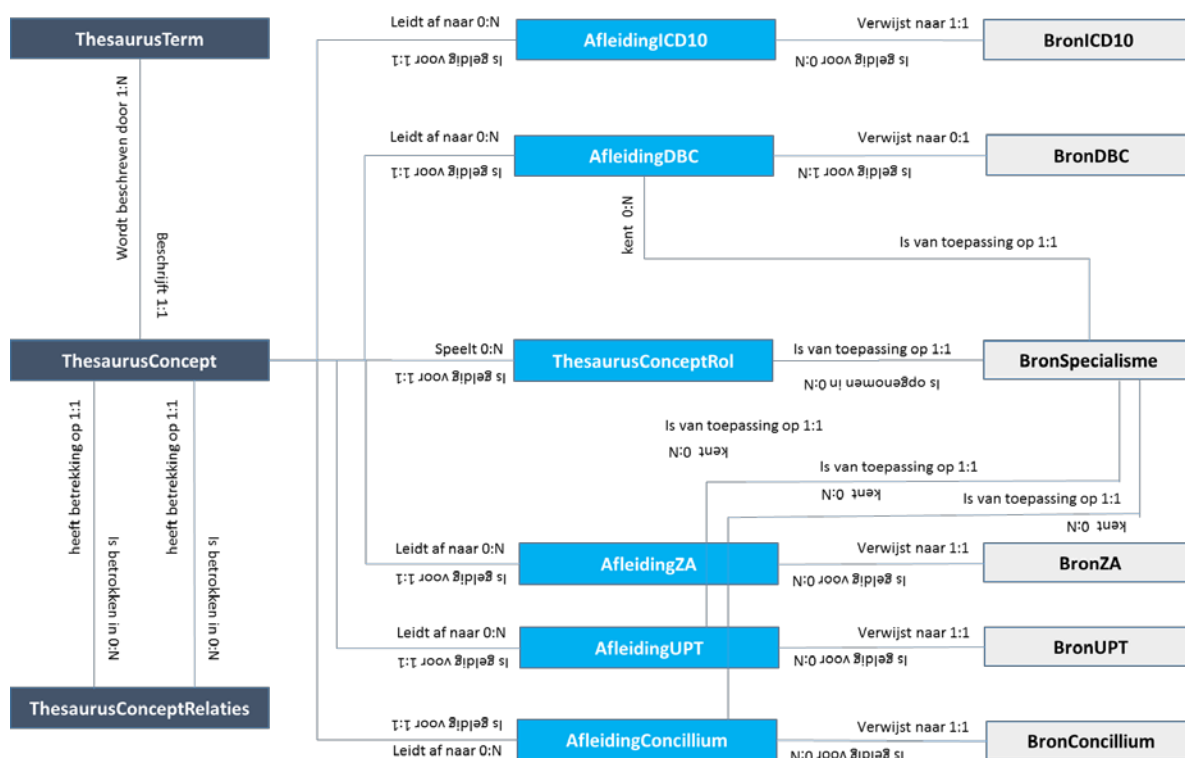 ThesaurusTerm
Leidt af naar 0:N
AfleidingICD10
Verwijst naar 1:1
BronICD10
Is geldig voor 1:1
Is geldig voor 0:N
Wordt beschreven door 1:N
Beschrijft 1:1
Leidt af naar 0:N
AfleidingDBC
Verwijst naar 0:1
BronDBC
Is geldig voor 1:1
Is geldig voor 1:N
kent 0:N
Is van toepassing op 1:1
ThesaurusConcept
Speelt 0:N
ThesaurusConceptRol
Is van toepassing op 1:1
BronSpecialisme
Is geldig voor 1:1
Is opgenomen in 0:N
heeft betrekking op 1:1
Is betrokken in 0:N
heeft betrekking op 1:1
Is betrokken in 0:N
Is van toepassing op 1:1
kent 0:N
Is van toepassing op 1:1
kent 0:N
Is van toepassing op 1:1
kent 0:N
Leidt af naar 0:N
AfleidingZA
Verwijst naar 1:1
BronZA
Is geldig voor 1:1
Is geldig voor 0:N
Leidt af naar 0:N
AfleidingUPT
Verwijst naar 1:1
BronUPT
Is geldig voor 1:1
Is geldig voor 0:N
ThesaurusConceptRelaties
Is geldig voor 1:1
Leidt af naar 0:N
AfleidingConcillium
Verwijst naar 1:1
BronConcillium
Is geldig voor 0:N